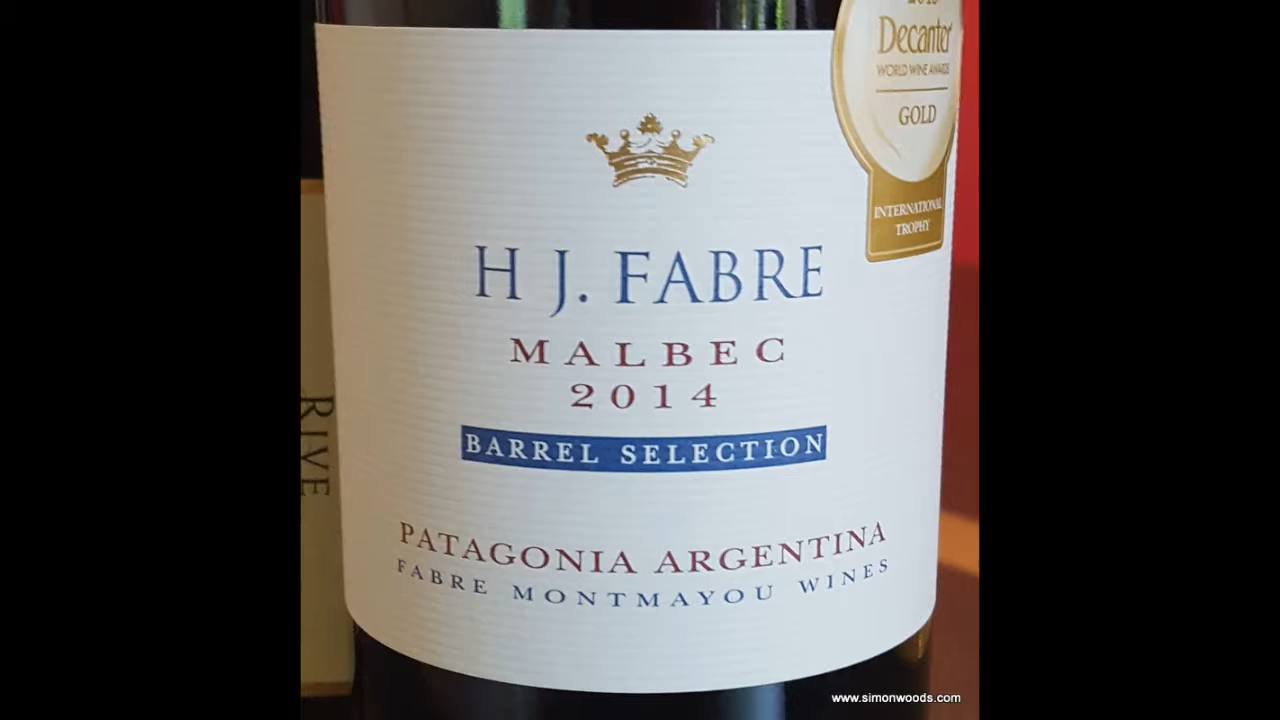 Decanter
WORLD WINE AWARDS
GOLD
INTERNATIONAL
TROPHY
H J. FABRE
MALBEC
2014
BARREL SELECTION
PATAGONIA ARGENTINA
FABRE MONTMAYOU WINES
RIVE
www.simonwoods.com